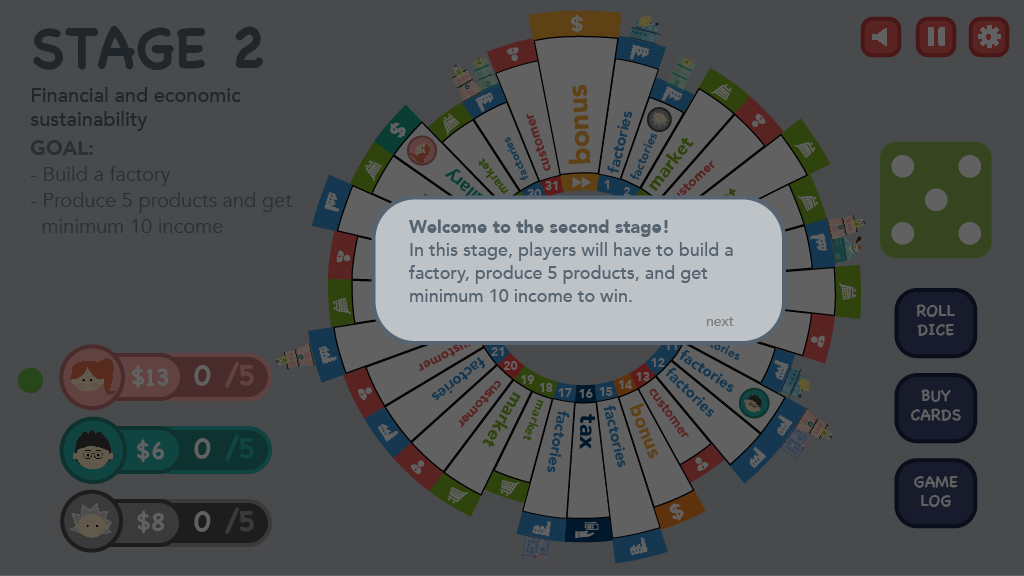 STAGE 2
Financial and economic
sustainability
GOAL:
- Build a factory
- Produce 5 products and get
minimum 10 income
Welcome to the second stage!
In this stage, players will have to build a
factory, produce 5 products, and get
minimum 10 income to win.
next
$
bonus
factories
1
factories
2
market
customer
31
customer
30
factories
market
$
21
customer
20
factories
19
customer
18
market
17
market
16
factories
15
tax
14
factories
13
bonus
12
customer
factories
factories
$
$13
0 /5
$6
0 /5
$8
0 /5
ROLL
DICE
BUY
CARDS
GAME
LOG